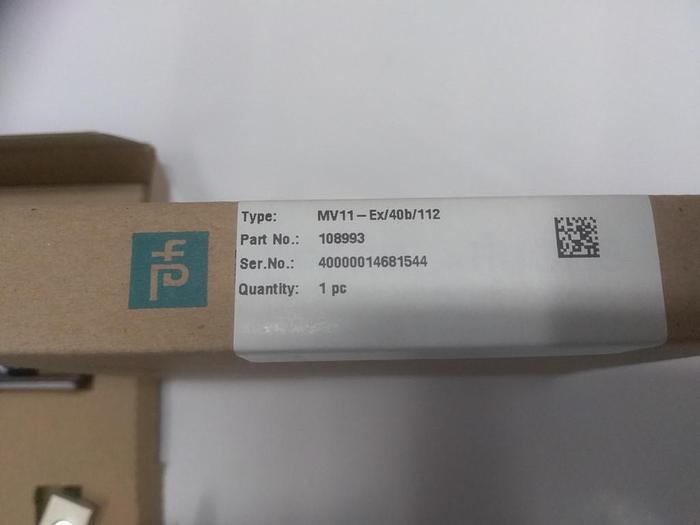 Type: MV11-Ex/40b/112
Part No.: 108993
Ser.No.: 40000014681544
Quantity: 1 pc